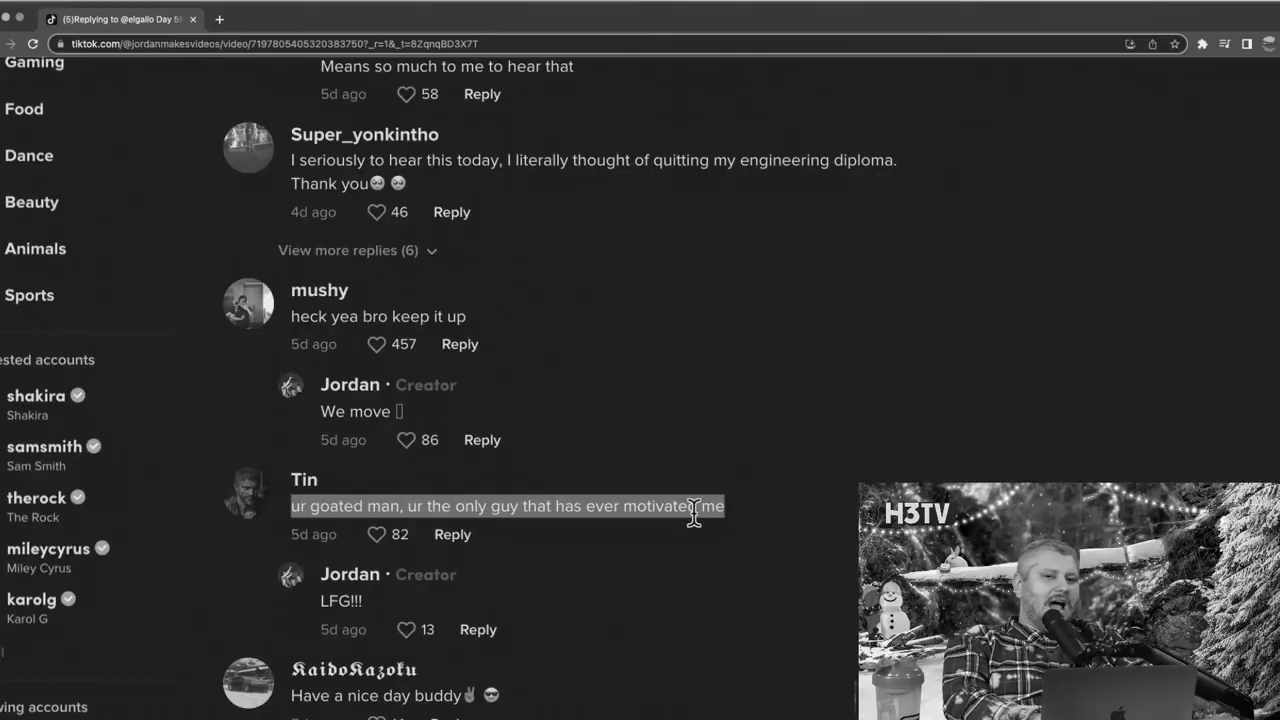 (5)Replying to @elgallo Day 5
tiktok.com/@jordanmakesvideos/video/7197805405320383750?_r=1&_t=8ZqnqBD3X7T
Gaming
Food
Dance
Beauty
Animals
Sports
ested accounts
shakira
Shakira
samsmith
Sam Smith
therock
The Rock
mileycyrus
Miley Cyrus
karolg
Karol G
wing accounts
Means so much to me to hear that
5d ago 58 Reply
Super_yonkintho
I seriously to hear this today, I literally thought of quitting my engineering diploma.
Thank you🥺 🥺
4d ago 46 Reply
View more replies (6)
mushy
heck yea bro keep it up
5d ago 457 Reply
Jordan · Creator
We move
5d ago 86 Reply
Tin
ur goated man, ur the only guy that has ever motivated me
5d ago 82 Reply
Jordan · Creator
LFG!!!
5d ago 13 Reply
𝕶𝖆𝖎𝖉𝖔𝕶𝖆𝖟𝖔𝖐𝖚
Have a nice day buddy✌ 😎
H3TV